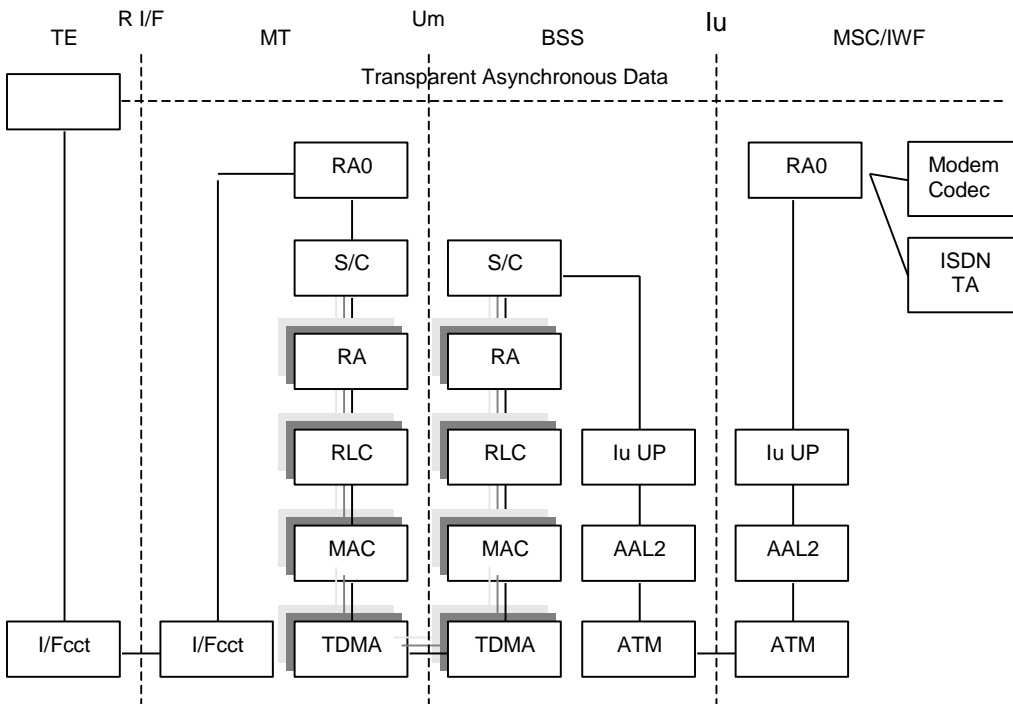 R I/F Um Iu
TE MT BSS MSC/IWF
Transparent Asynchronous Data
RA0 RA0 Modem
Codec
S/C S/C ISDN
TA
RA RA
RLC RLC Iu UP Iu UP
MAC MAC AAL2 AAL2
I/Fcct I/Fcct TDMA TDMA ATM ATM